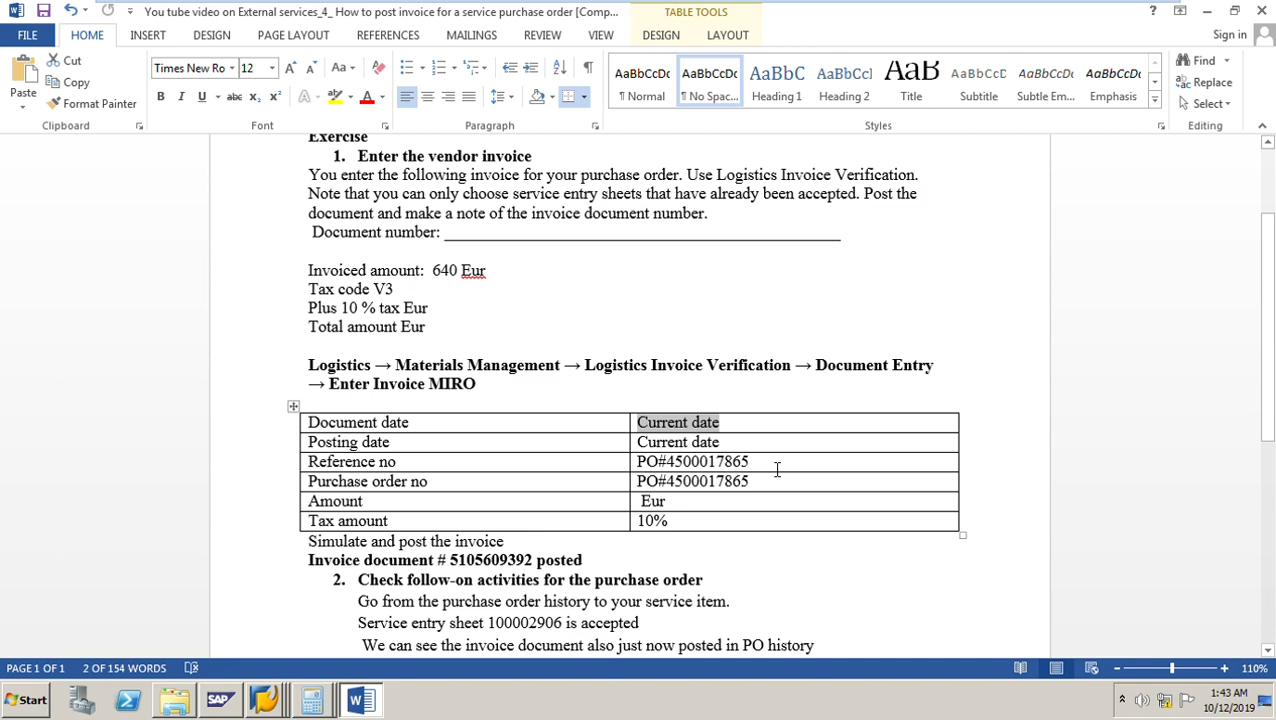 You tube video on External services_4_ How to post invoice for a service purchase order [Comp...
TABLE TOOLS
FILE HOME INSERT DESIGN PAGE LAYOUT REFERENCES MAILINGS REVIEW VIEW DESIGN LAYOUT Sign in
Paste Cut Copy Format Painter
Times New Ro 12
AaBbCcDc ¶ Normal
AaBbCcDc ¶ No Spac...
AaBbC Heading 1
AaBbCc Heading 2
AaB Title
AaBbCcD Subtitle
AaBbCcDc Subtle Em...
AaBbCcDc Emphasis
Find Replace Select
Clipboard Font Paragraph Styles Editing
Exercise
1. Enter the vendor invoice
You enter the following invoice for your purchase order. Use Logistics Invoice Verification.
Note that you can only choose service entry sheets that have already been accepted. Post the
document and make a note of the invoice document number.
Document number: ____________________
Invoiced amount: 640 Eur
Tax code V3
Plus 10 % tax Eur
Total amount Eur
Logistics → Materials Management → Logistics Invoice Verification → Document Entry
→ Enter Invoice MIRO
Document date Current date
Posting date Current date
Reference no PO#4500017865
Purchase order no PO#4500017865
Amount Eur
Tax amount 10%
Simulate and post the invoice
Invoice document # 5105609392 posted
2. Check follow-on activities for the purchase order
Go from the purchase order history to your service item.
Service entry sheet 100002906 is accepted
We can see the invoice document also just now posted in PO history
PAGE 1 OF 1 2 OF 154 WORDS 110%
Start SAP 1:43 AM
10/12/2019